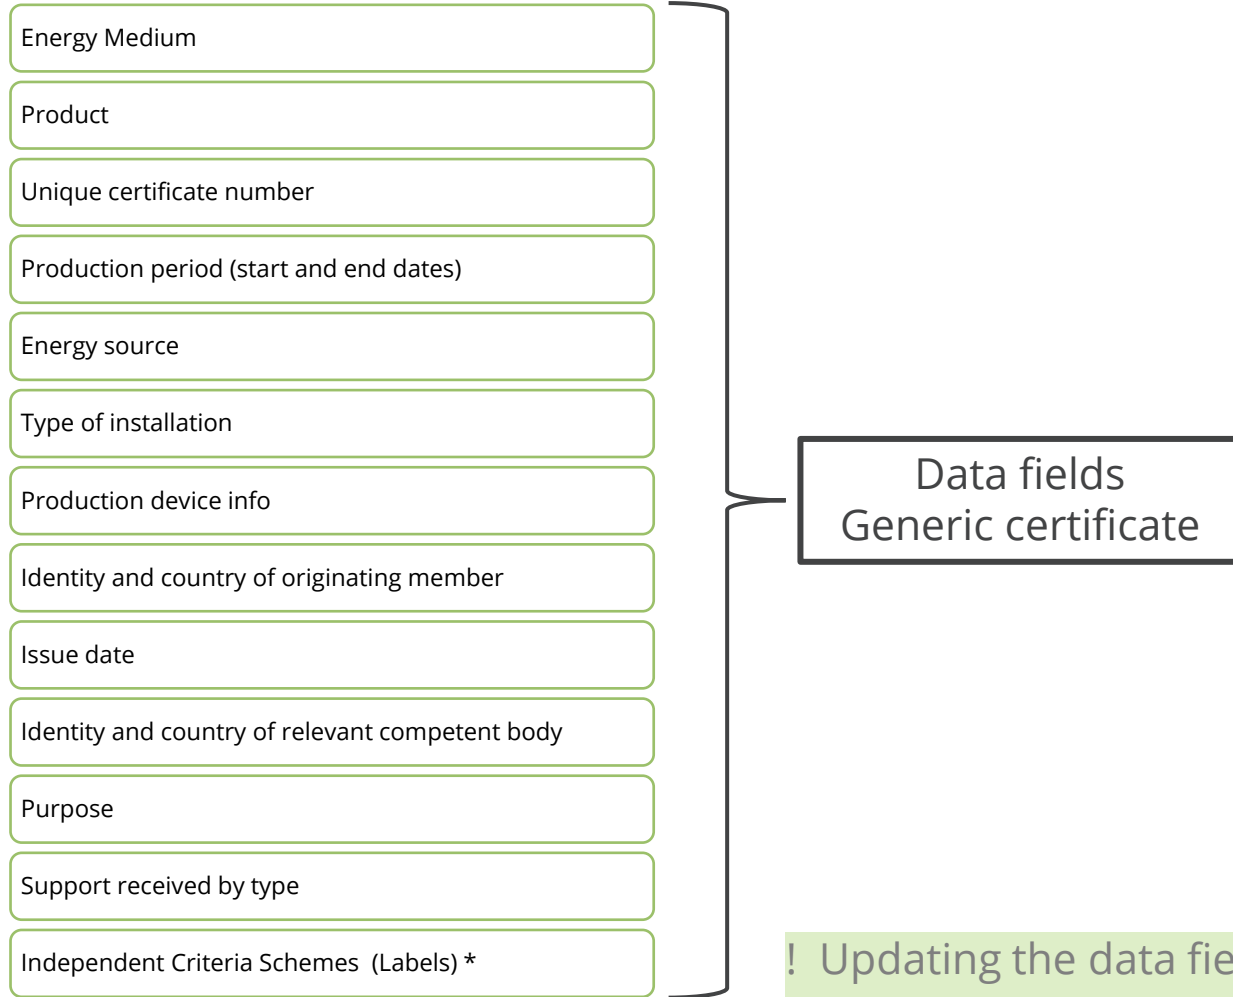 Energy Medium
Product
Unique certificate number
Production period (start and end dates)
Energy source
Type of installation
Production device info
Identity and country of originating member
Issue date
Identity and country of relevant competent body
Purpose
Support received by type
Independent Criteria Schemes  (Labels) *
Data fields
Generic certificate
! Updating the data